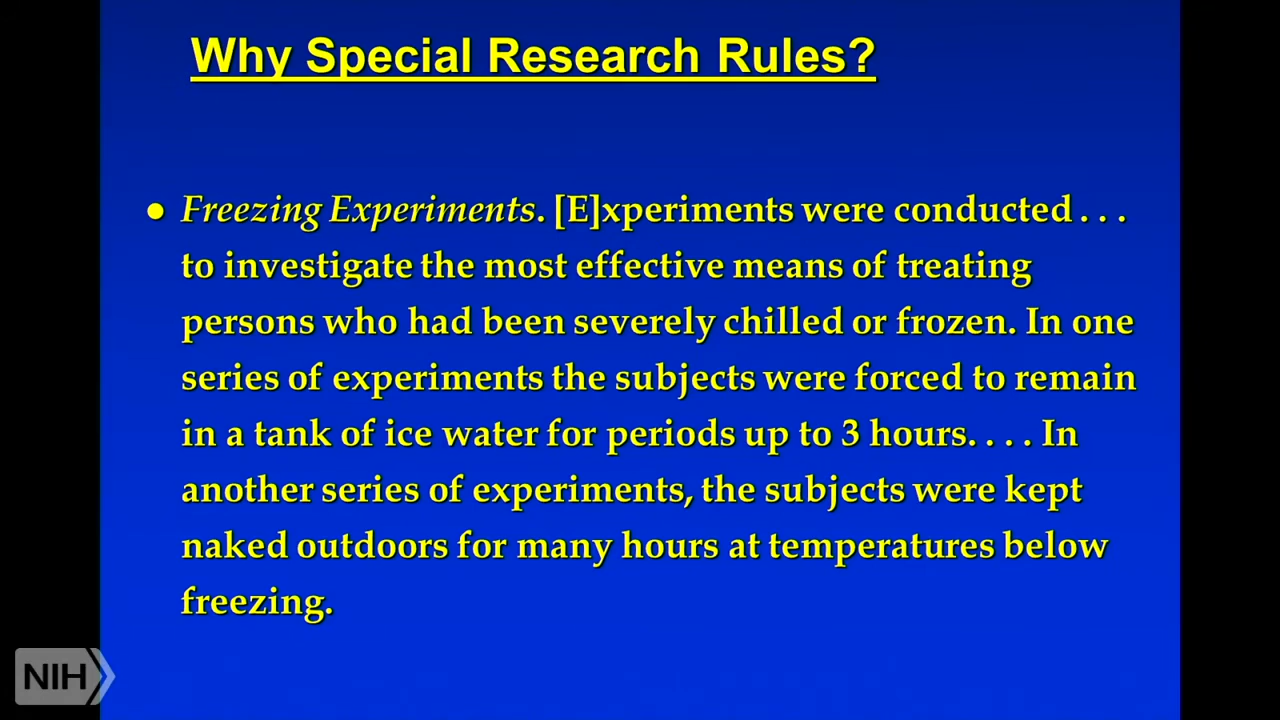 Why Special Research Rules?
● Freezing Experiments. [E]xperiments were conducted . . .
to investigate the most effective means of treating
persons who had been severely chilled or frozen. In one
series of experiments the subjects were forced to remain
in a tank of ice water for periods up to 3 hours. . . . In
another series of experiments, the subjects were kept
naked outdoors for many hours at temperatures below
freezing.
NIH